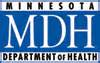 MINNESOTA
MDH
DEPARTMENT OF HEALTH